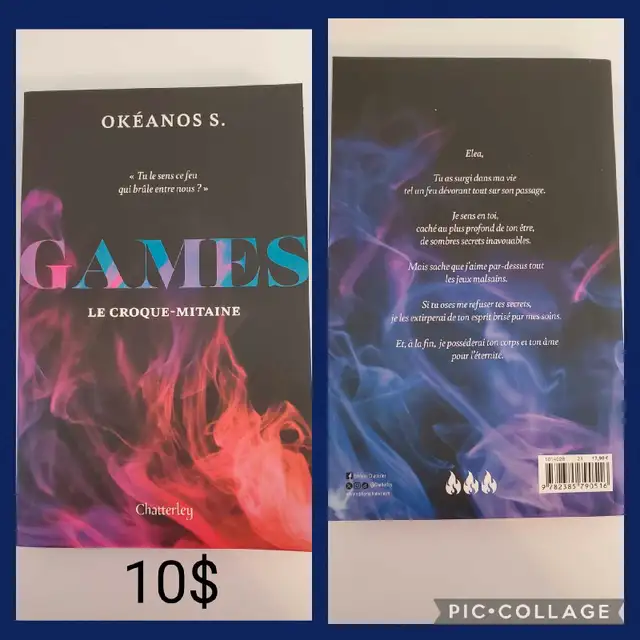 OKÉANOS S.
« Tu le sens ce feu
qui brûle entre nous ? »
GAMES
LE CROQUE-MITAINE
Chatterley
10$
Elea,
Tu as surgi dans ma vie
tel un feu dévorant tout sur son passage.
Je sens en toi,
caché au plus profond de ton être,
de sombres secrets inavouables.
Mais sache que j'aime par-dessus tout
les jeux malsains.
Si tu oses me refuser tes secrets,
je les extirperai de ton esprit brisé par mes soins.
Et, à la fin, je posséderai ton corps et ton âme
pour l'éternité.
9 782385 790516
PIC•COLLAGE